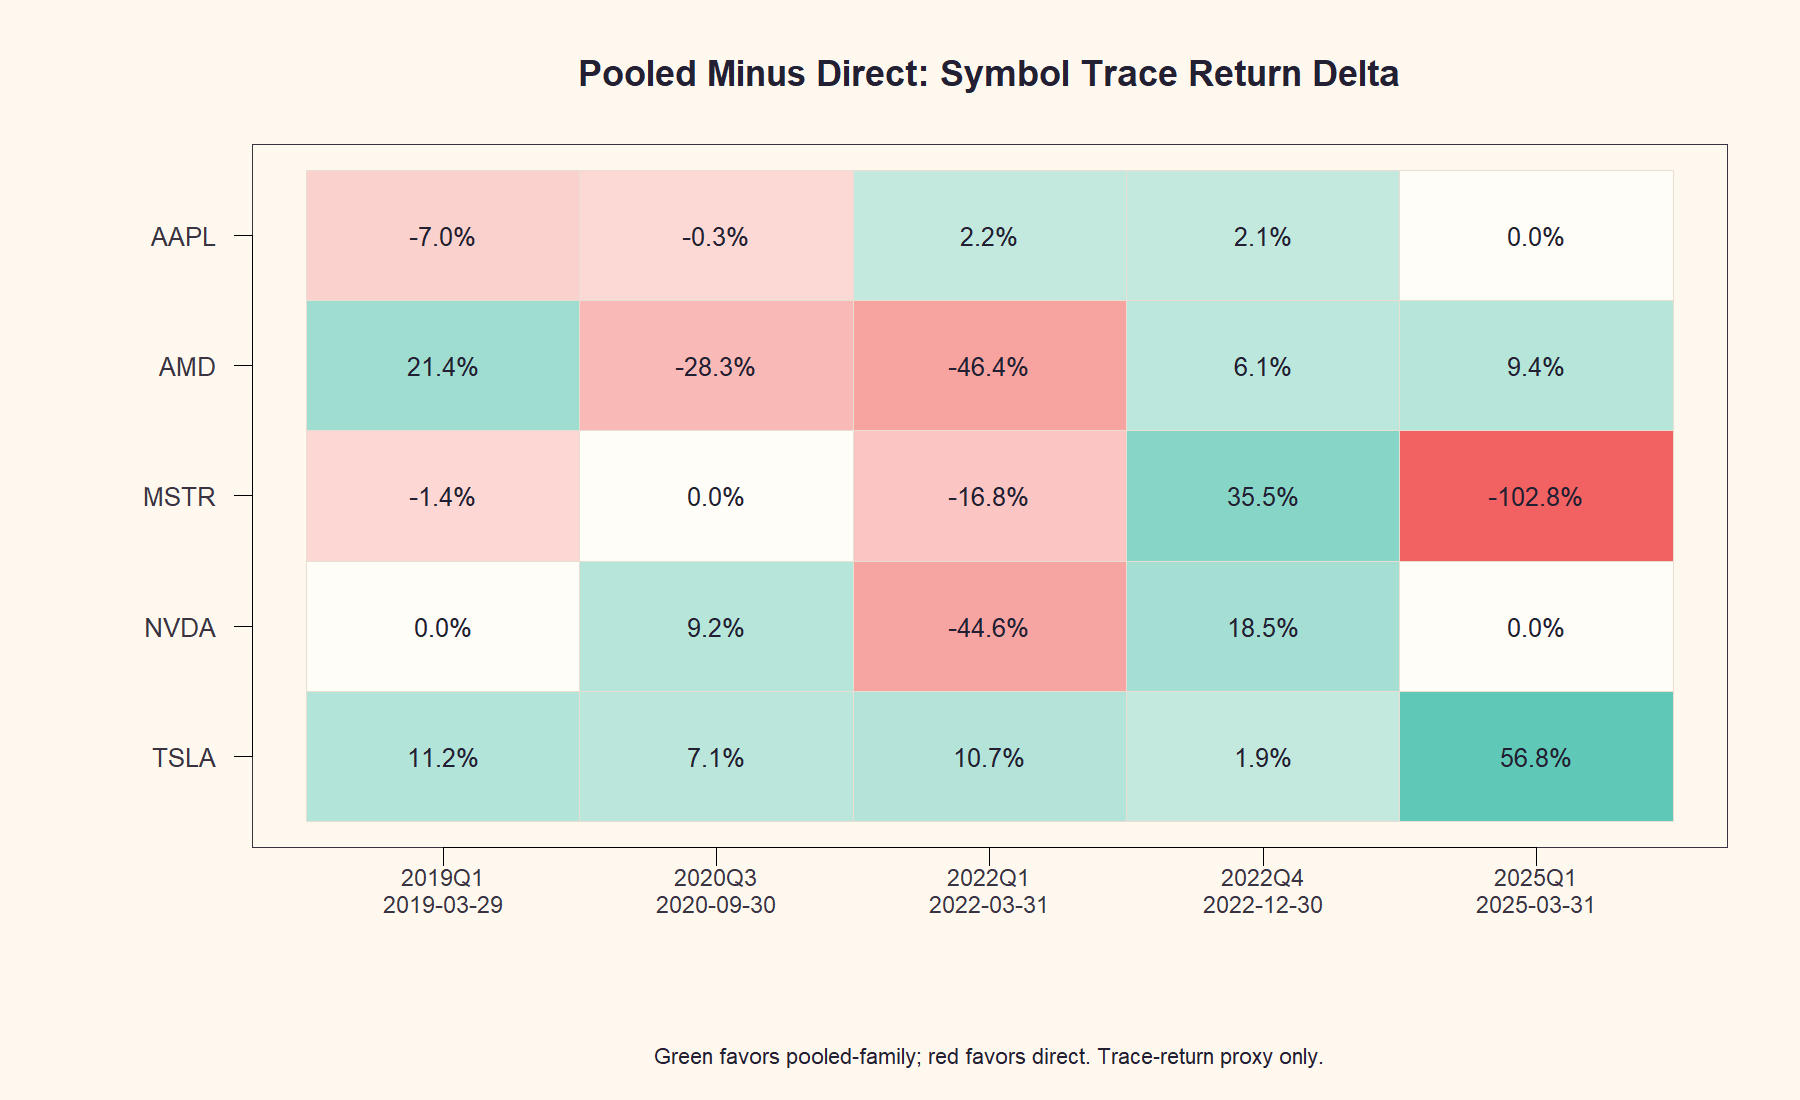 Pooled Minus Direct: Symbol Trace Return Delta
AAPL -7.0% -0.3% 2.2% 2.1% 0.0%
AMD 21.4% -28.3% -46.4% 6.1% 9.4%
MSTR -1.4% 0.0% -16.8% 35.5% -102.8%
NVDA 0.0% 9.2% -44.6% 18.5% 0.0%
TSLA 11.2% 7.1% 10.7% 1.9% 56.8%
2019Q1 2020Q3 2022Q1 2022Q4 2025Q1
2019-03-29 2020-09-30 2022-03-31 2022-12-30 2025-03-31
Green favors pooled-family; red favors direct. Trace-return proxy only.